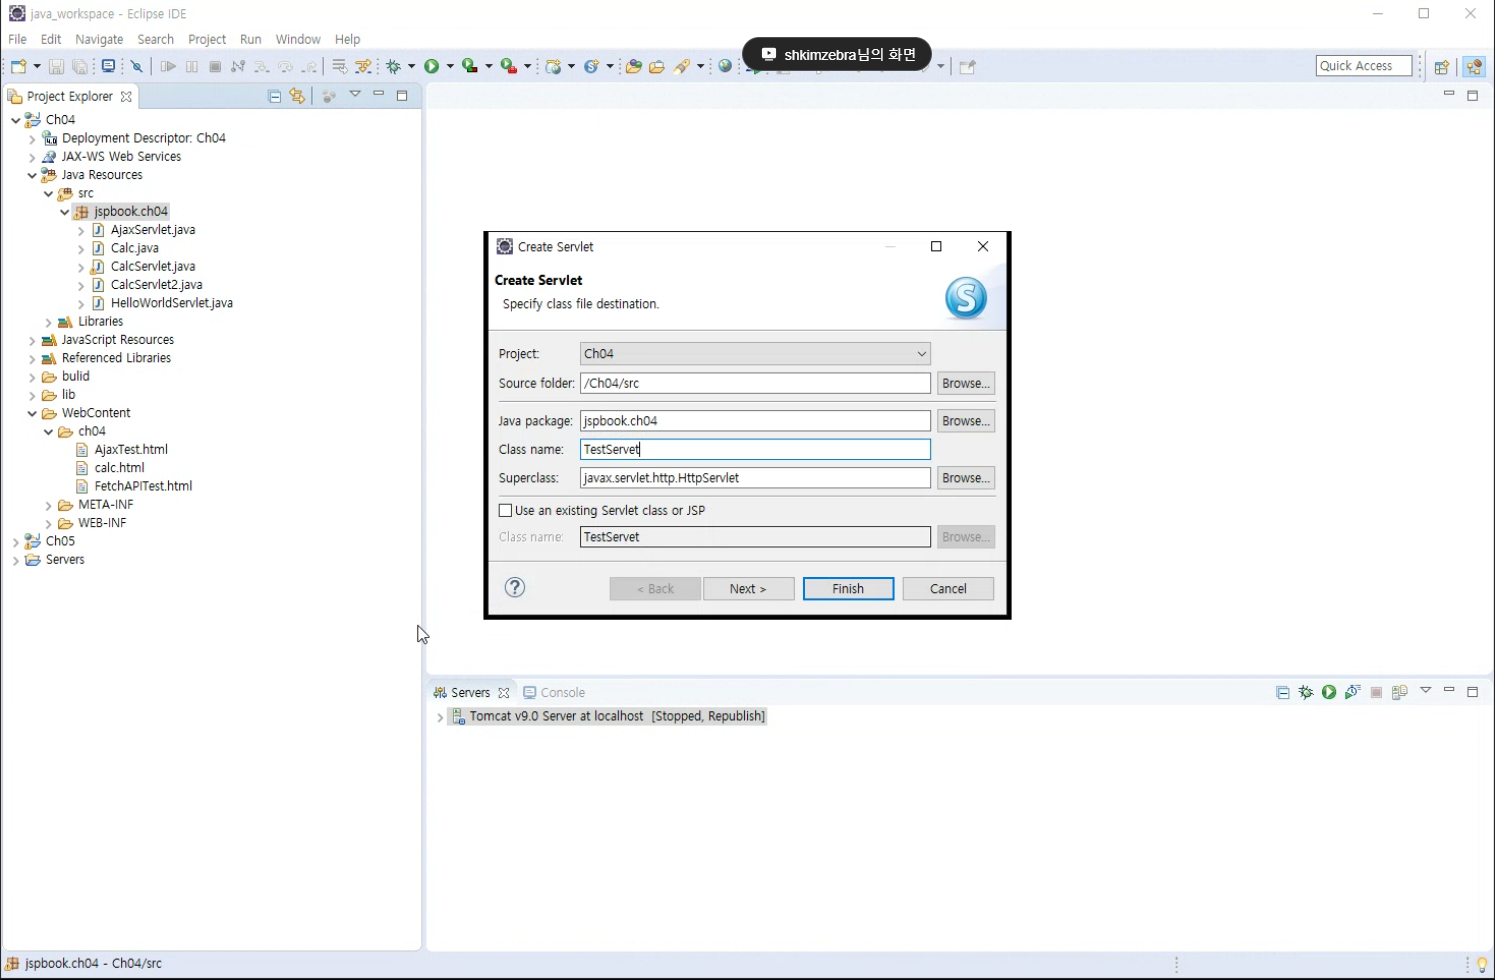 java_workspace - Eclipse IDE
File Edit Navigate Search Project Run Window Help
shkimzebra님의 화면
Quick Access
Project Explorer
Ch04
Deployment Descriptor: Ch04
JAX-WS Web Services
Java Resources
src
jspbook.ch04
AjaxServlet.java
Calc.java
CalcServlet.java
CalcServlet2.java
HelloWorldServlet.java
Libraries
JavaScript Resources
Referenced Libraries
bulid
lib
WebContent
ch04
AjaxTest.html
calc.html
FetchAPITest.html
META-INF
WEB-INF
Ch05
Servers
Create Servlet
Create Servlet
Specify class file destination.
Project: Ch04
Source folder: /Ch04/src Browse...
Java package: jspbook.ch04 Browse...
Class name: TestServet
Superclass: javax.servlet.http.HttpServlet Browse...
Use an existing Servlet class or JSP
Class name: TestServet Browse...
? < Back Next > Finish Cancel
Servers Console
Tomcat v9.0 Server at localhost [Stopped, Republish]
jspbook.ch04 - Ch04/src